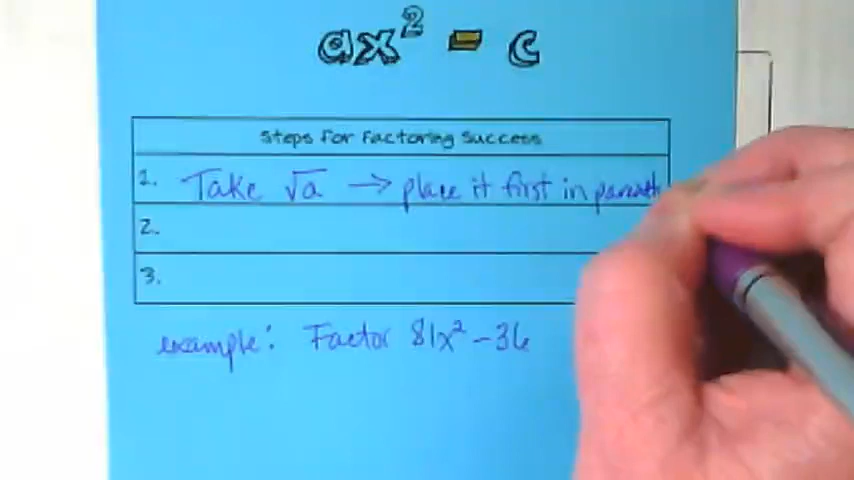 ax² - c
Steps for Factoring Success
1. Take √a → place it first in parenth
2.
3.
example: Factor 81x² - 36